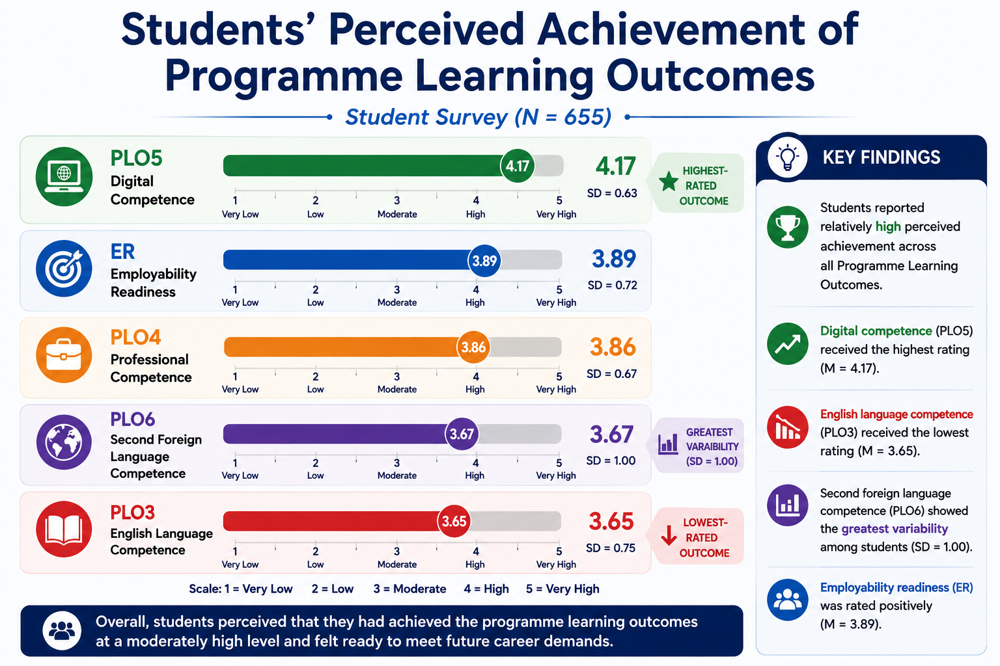 Students’ Perceived Achievement of
Programme Learning Outcomes
Student Survey (N = 655)
PLO5
Digital
Competence
4.17
1 2 3 4 5
Very Low Low Moderate High Very High
4.17
SD = 0.63
HIGHEST-
RATED
OUTCOME
ER
Employability
Readiness
3.89
1 2 3 4 5
Very Low Low Moderate High Very High
3.89
SD = 0.72
PLO4
Professional
Competence
3.86
1 2 3 4 5
Very Low Low Moderate High Very High
3.86
SD = 0.67
PLO6
Second Foreign
Language
Competence
3.67
1 2 3 4 5
Very Low Low Moderate High Very High
3.67
SD = 1.00
GREATEST
VARAIBILITY
(SD = 1.00)
PLO3
English Language
Competence
3.65
1 2 3 4 5
Very Low Low Moderate High Very High
3.65
SD = 0.75
LOWEST-
RATED
OUTCOME
Scale: 1 = Very Low 2 = Low 3 = Moderate 4 = High 5 = Very High
Overall, students perceived that they had achieved the programme learning outcomes
at a moderately high level and felt ready to meet future career demands.
KEY FINDINGS
Students reported
relatively high perceived
achievement across
all Programme Learning
Outcomes.
Digital competence (PLO5)
received the highest rating
(M = 4.17).
English language competence
(PLO3) received the lowest
rating (M = 3.65).
Second foreign language
competence (PLO6) showed
the greatest variability
among students (SD = 1.00).
Employability readiness (ER)
was rated positively
(M = 3.89).